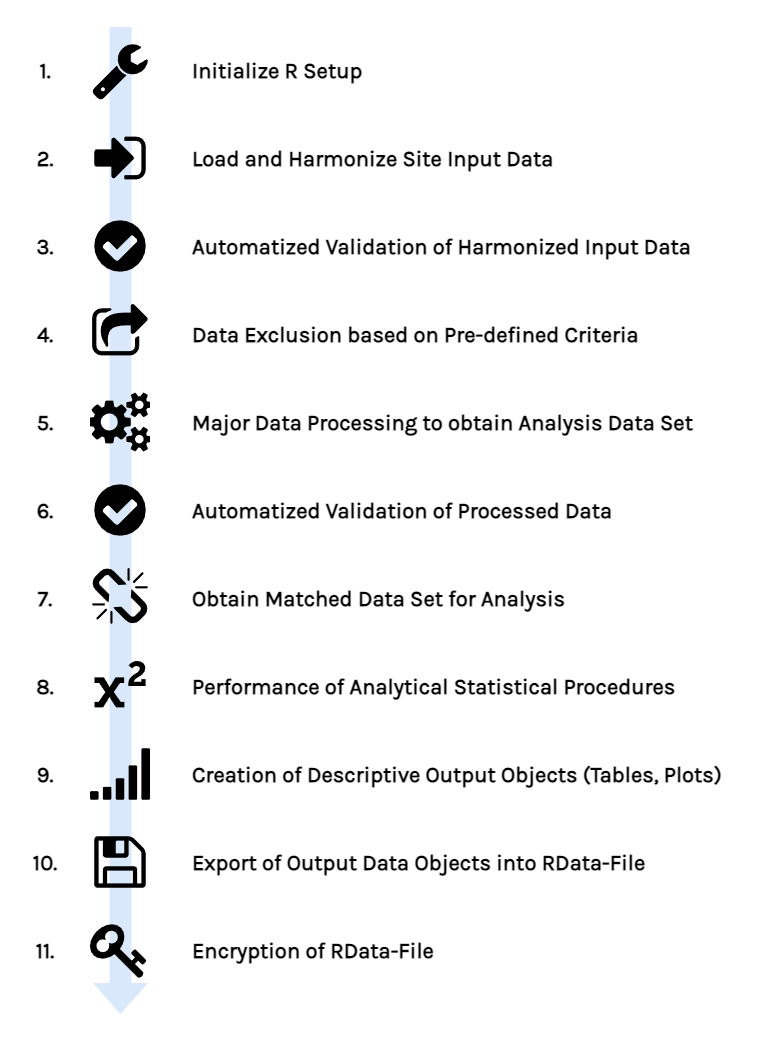 1. Initialize R Setup
2. Load and Harmonize Site Input Data
3. Automatized Validation of Harmonized Input Data
4. Data Exclusion based on Pre-defined Criteria
5. Major Data Processing to obtain Analysis Data Set
6. Automatized Validation of Processed Data
7. Obtain Matched Data Set for Analysis
8. x² Performance of Analytical Statistical Procedures
9. Creation of Descriptive Output Objects (Tables, Plots)
10. Export of Output Data Objects into RData-File
11. Encryption of RData-File